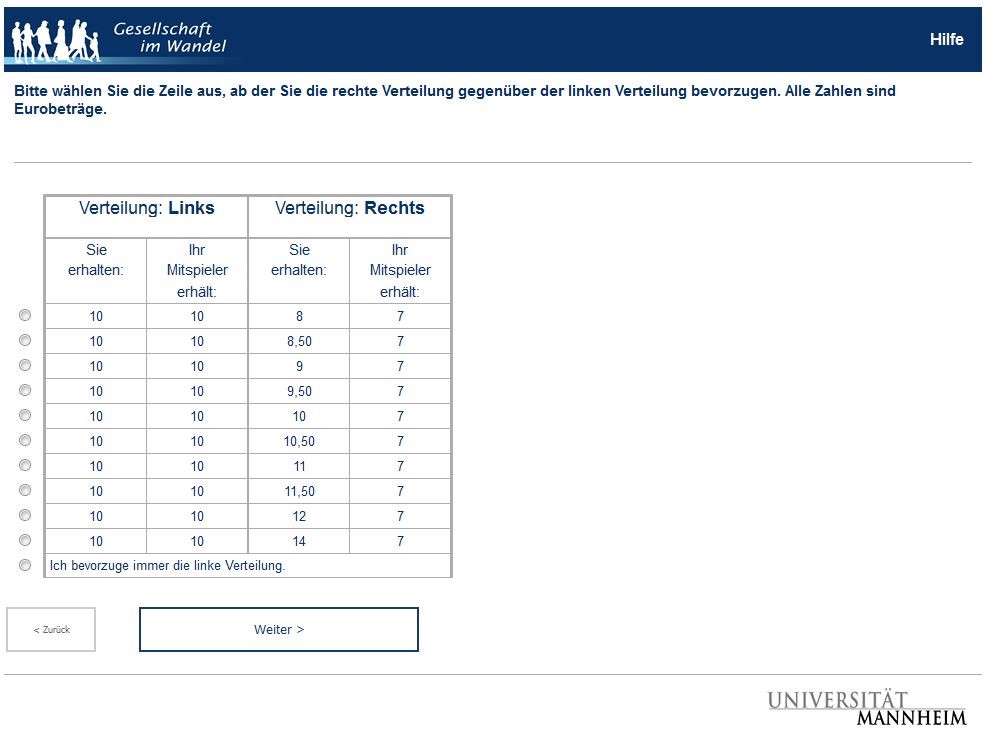 Gesellschaft
im Wandel
Hilfe
Bitte wählen Sie die Zeile aus, ab der Sie die rechte Verteilung gegenüber der linken Verteilung bevorzugen. Alle Zahlen sind
Eurobeträge.
Verteilung: Links Verteilung: Rechts
Sie erhalten: Ihr Mitspieler erhält: Sie erhalten: Ihr Mitspieler erhält:
10 10 8 7
10 10 8,50 7
10 10 9 7
10 10 9,50 7
10 10 10 7
10 10 10,50 7
10 10 11 7
10 10 11,50 7
10 10 12 7
10 10 14 7
Ich bevorzuge immer die linke Verteilung.
< Zurück Weiter >
UNIVERSITÄT
MANNHEIM